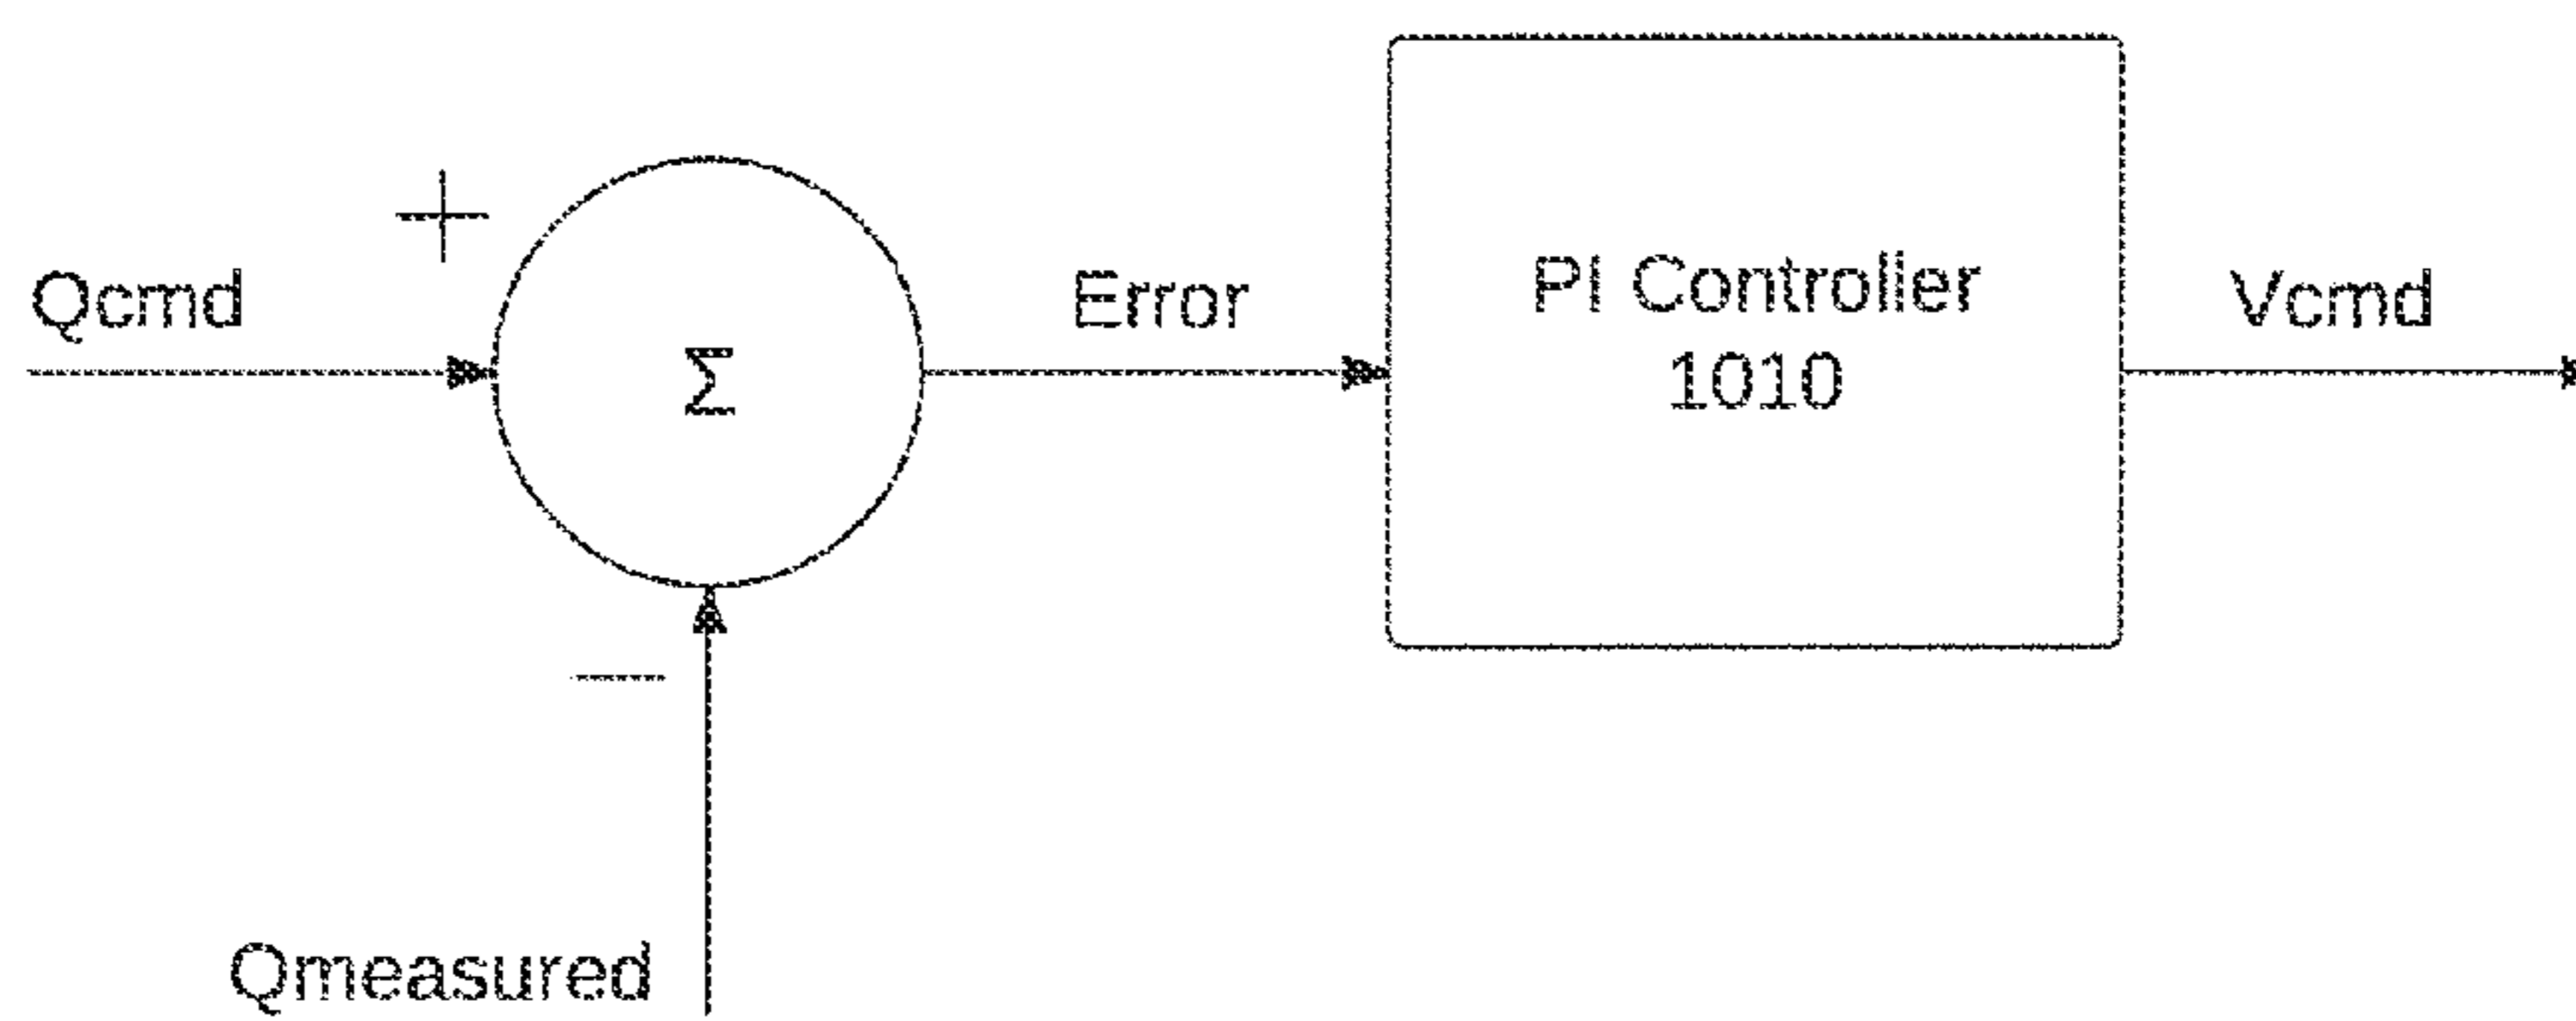 +
Qcmd
Σ
Error
PI Controller
1010
Vcmd
—
Qmeasured